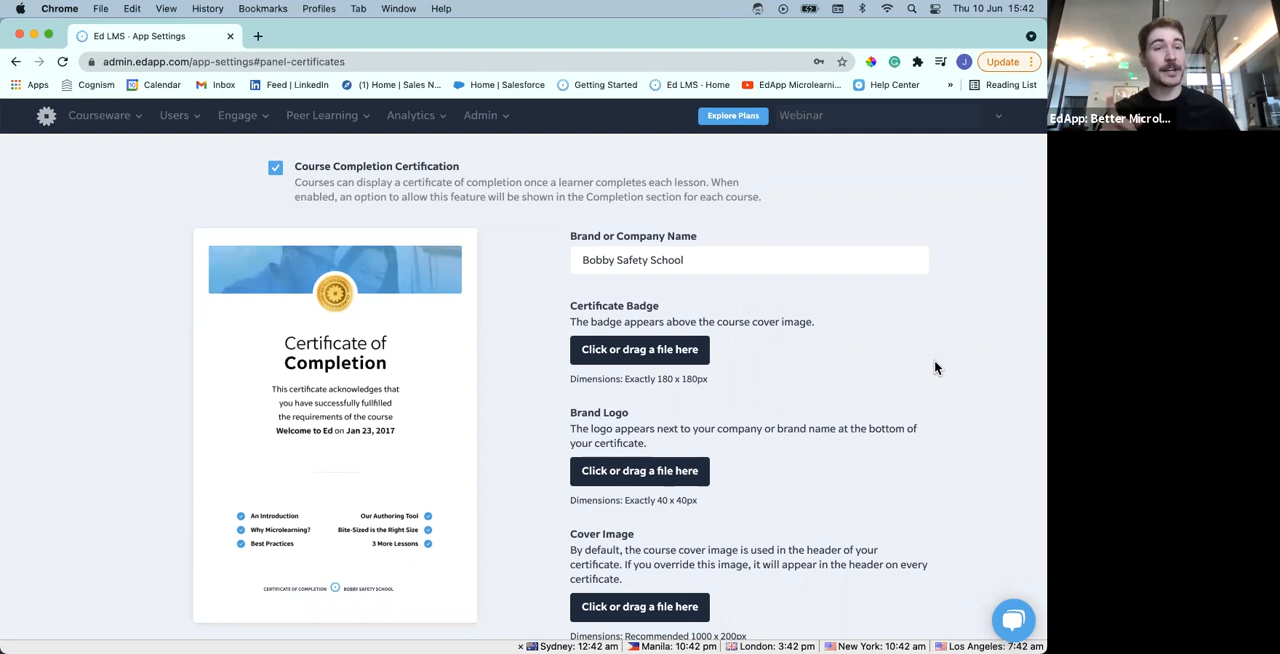 Chrome File Edit View History Bookmarks Profiles Tab Window Help Thu 10 Jun 15:42
Ed LMS · App Settings
admin.edapp.com/app-settings#panel-certificates Update
Apps Cognism Calendar Inbox Feed | LinkedIn (1) Home | Sales N... Home | Salesforce Getting Started Ed LMS · Home EdApp Microlearni... Help Center » Reading List
EdApp: Better Microl...
Courseware Users Engage Peer Learning Analytics Admin Explore Plans Webinar
Course Completion Certification
Courses can display a certificate of completion once a learner completes each lesson. When
enabled, an option to allow this feature will be shown in the Completion section for each course.
Certificate of
Completion
This certificate acknowledges that
you have successfully fullfilled
the requirements of the course
Welcome to Ed on Jan 23, 2017
An Introduction Our Authoring Tool
Why Microlearning? Bite-Sized is the Right Size
Best Practices 3 More Lessons
CERTIFICATE OF COMPLETION BOBBY SAFETY SCHOOL
Brand or Company Name
Bobby Safety School
Certificate Badge
The badge appears above the course cover image.
Click or drag a file here
Dimensions: Exactly 180 x 180px
Brand Logo
The logo appears next to your company or brand name at the bottom of
your certificate.
Click or drag a file here
Dimensions: Exactly 40 x 40px
Cover Image
By default, the course cover image is used in the header of your
certificate. If you override this image, it will appear in the header on every
certificate.
Click or drag a file here
Dimensions: Recommended 1000 x 200px
× Sydney: 12:42 am Manila: 10:42 pm London: 3:42 pm New York: 10:42 am Los Angeles: 7:42 am